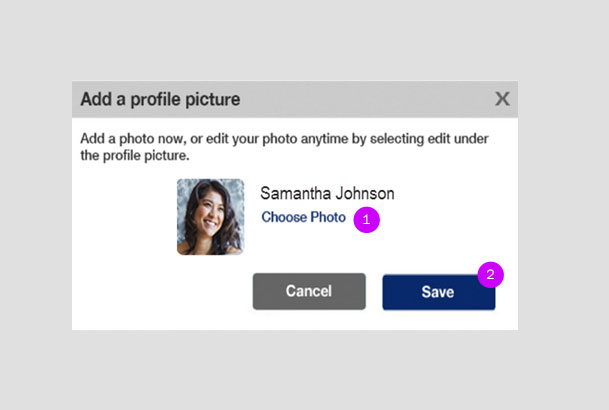 Add a profile picture X
Add a photo now, or edit your photo anytime by selecting edit under
the profile picture.
Samantha Johnson
Choose Photo 1
2
Cancel Save